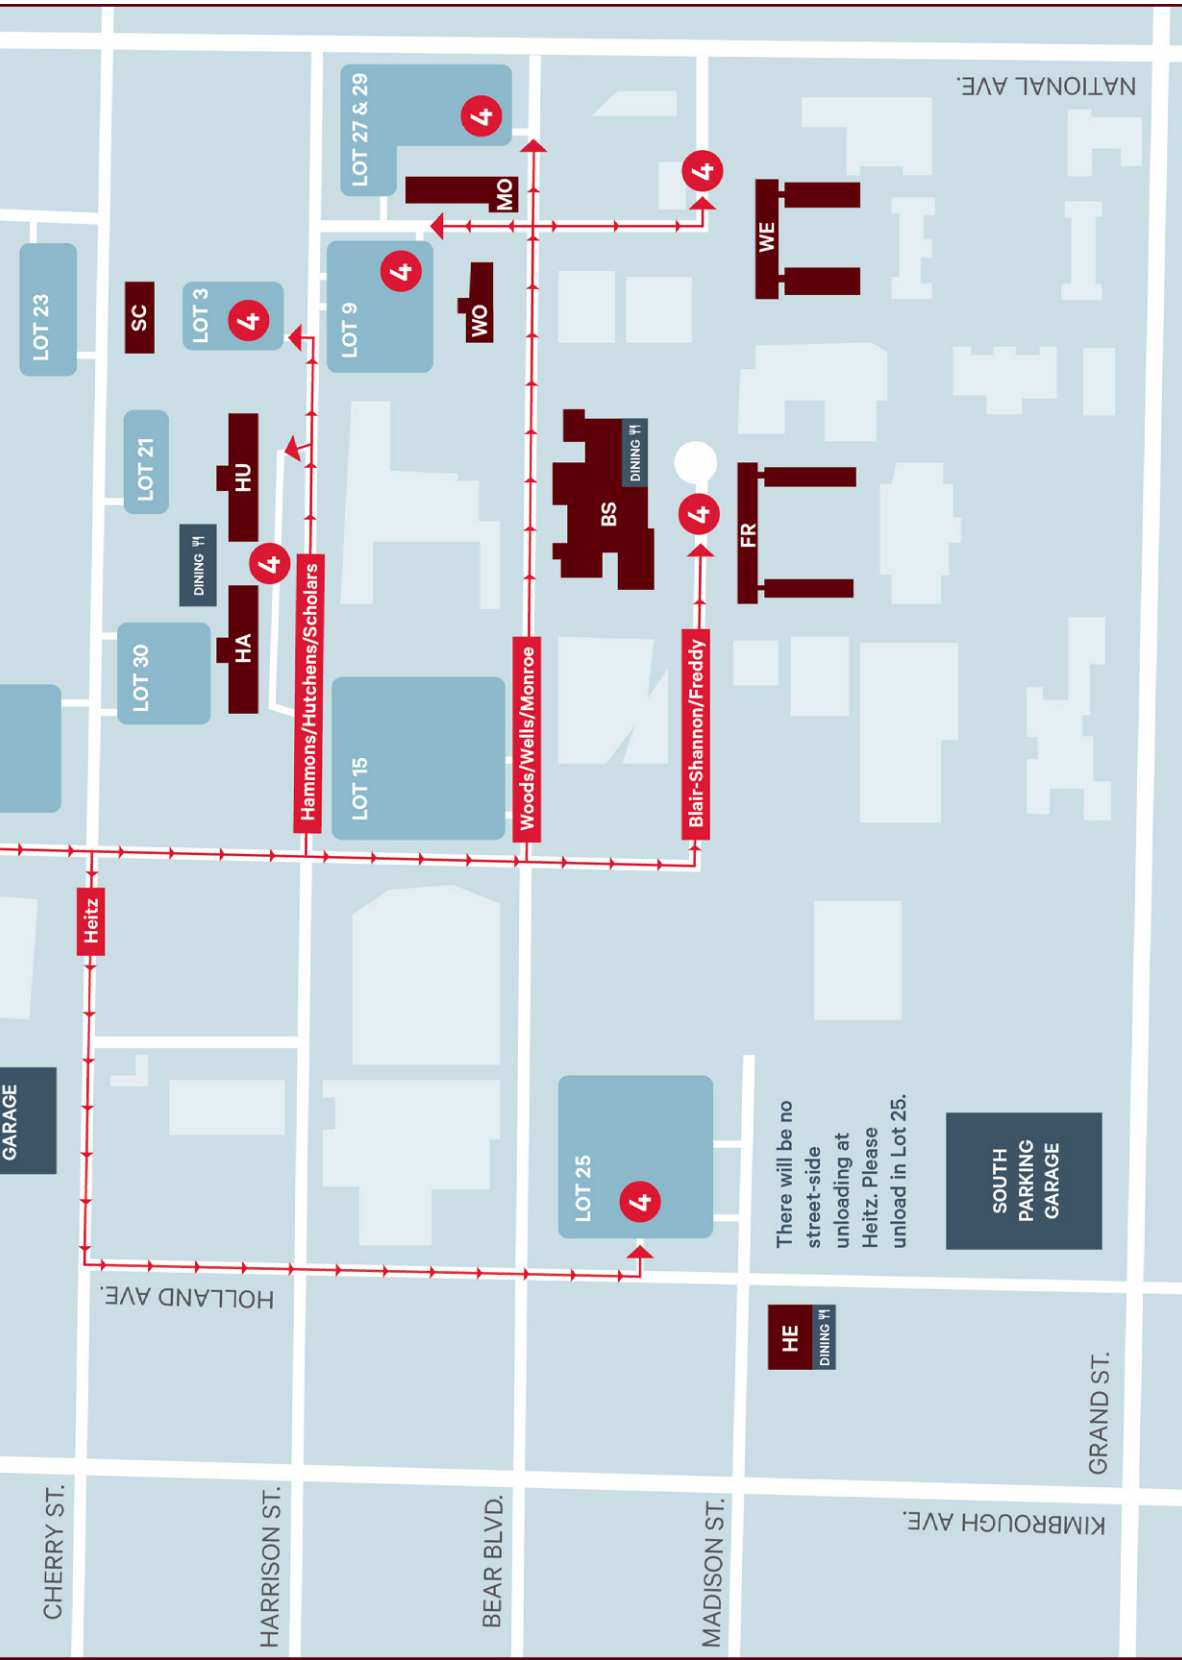 NATIONAL AVE.
LOT 27 & 29
4
MO
4
WE
LOT 23
SC
LOT 3
4
LOT 9
4
WO
LOT 21
HU
DINING
HA
4
LOT 30
Hammons/Hutchens/Scholars
BS
DINING
4
FR
LOT 15
Woods/Wells/Monroe
Blair-Shannon/Freddy
Heitz
GARAGE
LOT 25
4
There will be no
street-side
unloading at
Heitz. Please
unload in Lot 25.
SOUTH
PARKING
GARAGE
HOLLAND AVE.
HE
DINING
GRAND ST.
KIMBROUGH AVE.
CHERRY ST.
HARRISON ST.
BEAR BLVD.
MADISON ST.